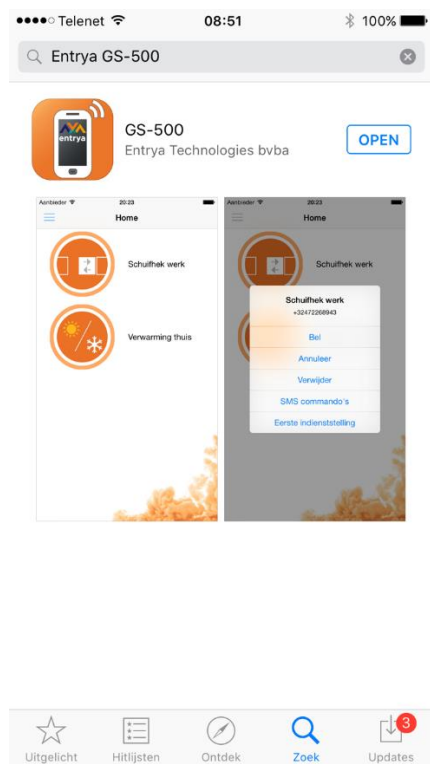 Telenet 08:51 100%
Entrya GS-500
entrya
GS-500
Entrya Technologies bvba
OPEN
Aanbieder 20:23
Home
Schuifhek werk
Verwarming thuis
Aanbieder 20:23
Home
Schuifhek werk
Schuifhek werk
+32472268943
Bel
Annuleer
Verwijder
SMS commando's
Eerste indienststelling
Uitgelicht Hitlijsten Ontdek Zoek Updates
3